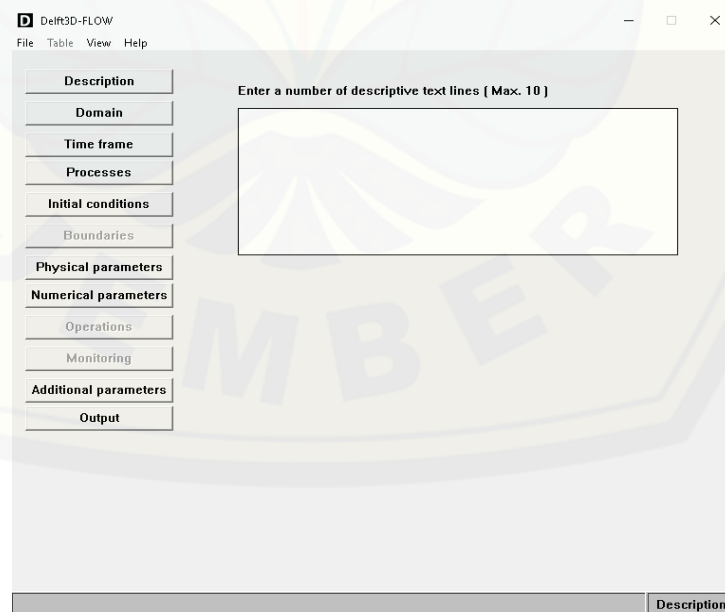 D Delft3D-FLOW
File Table View Help
Description
Enter a number of descriptive text lines ( Max. 10 )
Domain
Time frame
Processes
Initial conditions
Boundaries
Physical parameters
Numerical parameters
Operations
Monitoring
Additional parameters
Output
Description
EMBER